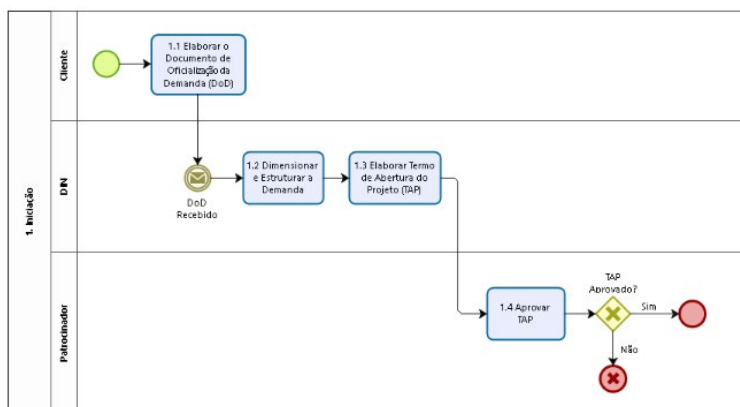 1. Iniciação
Cliente
1.1 Elaborar o
Documento de
Oficialização da
Demanda (DoD)
DIN
DoD
Recebido
1.2 Dimensionar
e Estruturar a
Demanda
1.3 Elaborar Termo
de Abertura do
Projeto (TAP)
Patrocinador
1.4 Aprovar
TAP
TAP
Aprovado?
Sim
Não